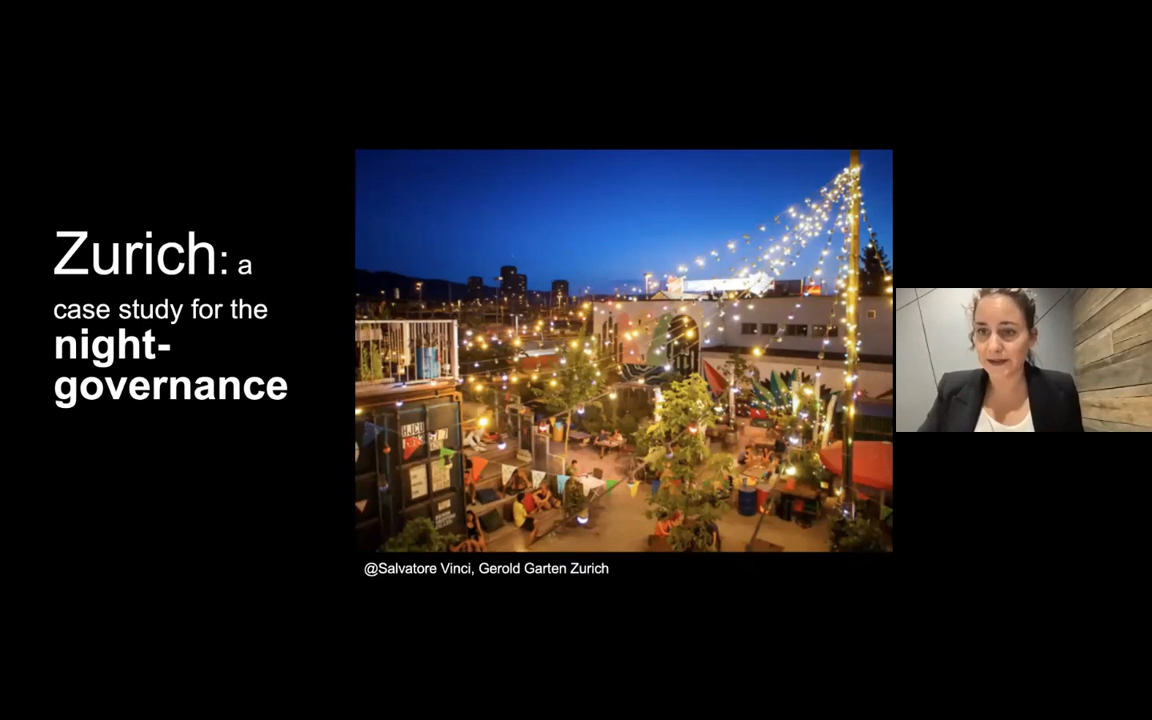 Zurich: a
case study for the
night-
governance
@Salvatore Vinci, Gerold Garten Zurich